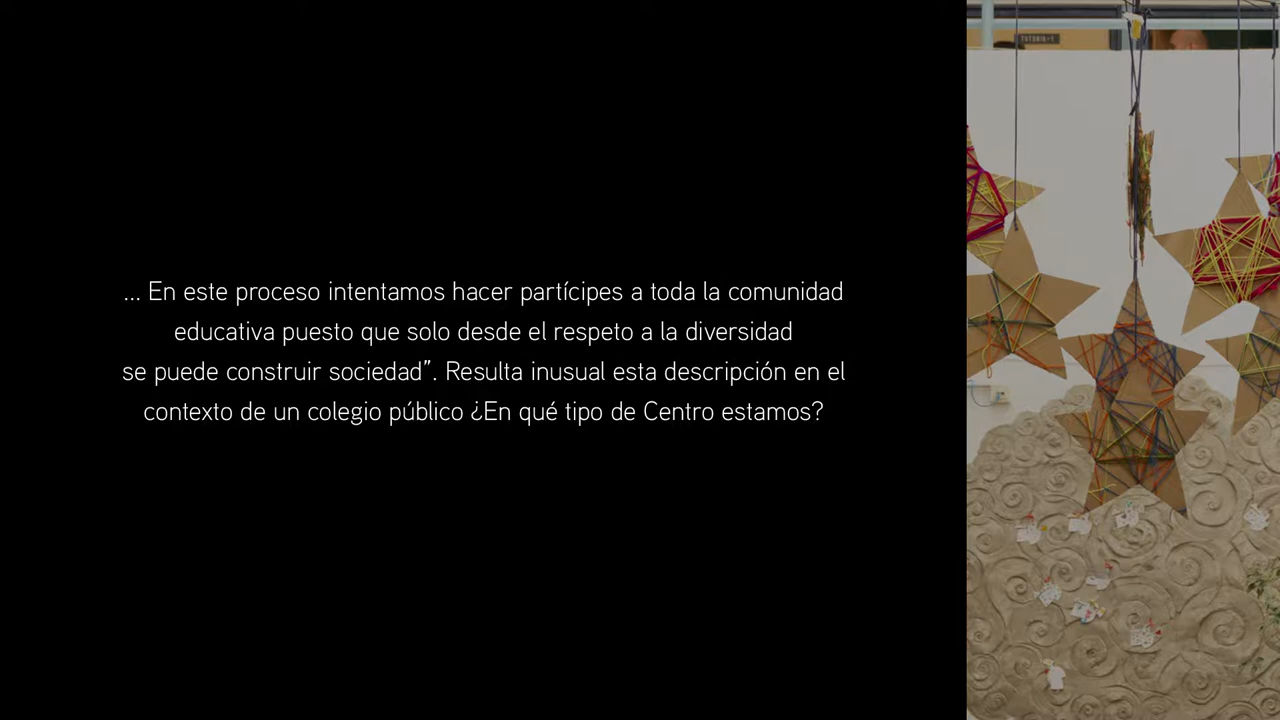 TUTORIA-1
... En este proceso intentamos hacer partícipes a toda la comunidad
educativa puesto que solo desde el respeto a la diversidad
se puede construir sociedad”. Resulta inusual esta descripción en el
contexto de un colegio público ¿En qué tipo de Centro estamos?